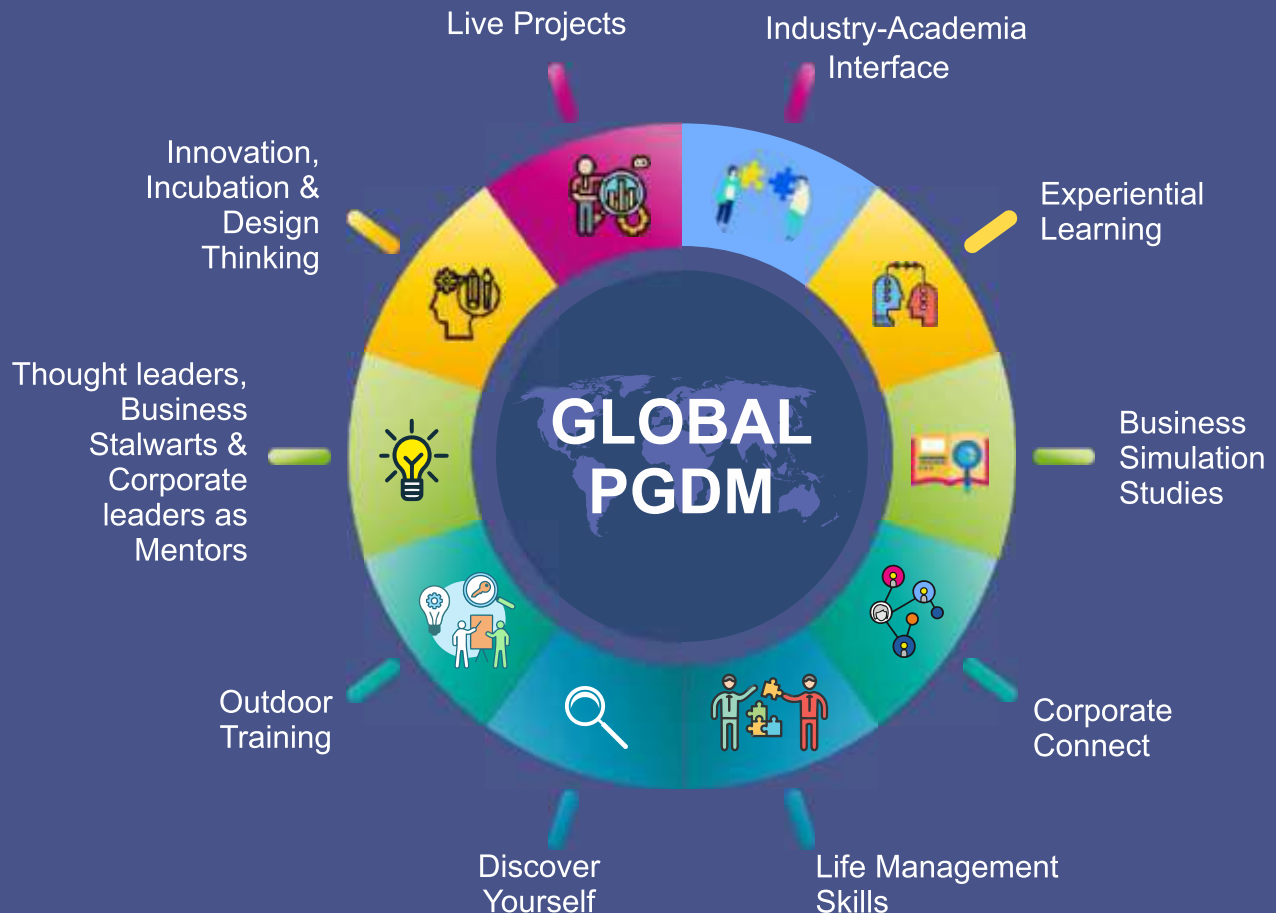 Live Projects
Industry-Academia
Interface
Innovation,
Incubation &
Design
Thinking
Experiential
Learning
Thought leaders,
Business
Stalwarts &
Corporate
leaders as
Mentors
GLOBAL
PGDM
Business
Simulation
Studies
Outdoor
Training
Corporate
Connect
Discover
Yourself
Life Management
Skills